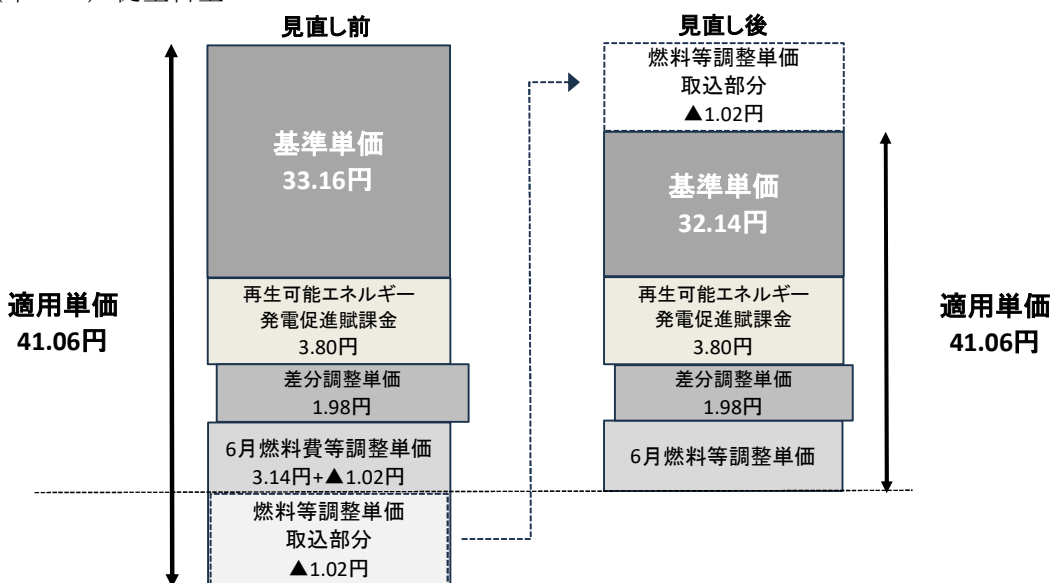 見直し前
基準単価
33.16円
再生可能エネルギー
発電促進賦課金
3.80円
差分調整単価
1.98円
6月燃料費等調整単価
3.14円+▲1.02円
燃料等調整単価
取込部分
▲1.02円
適用単価
41.06円
見直し後
燃料等調整単価
取込部分
▲1.02円
基準単価
32.14円
再生可能エネルギー
発電促進賦課金
3.80円
差分調整単価
1.98円
6月燃料等調整単価
適用単価
41.06円